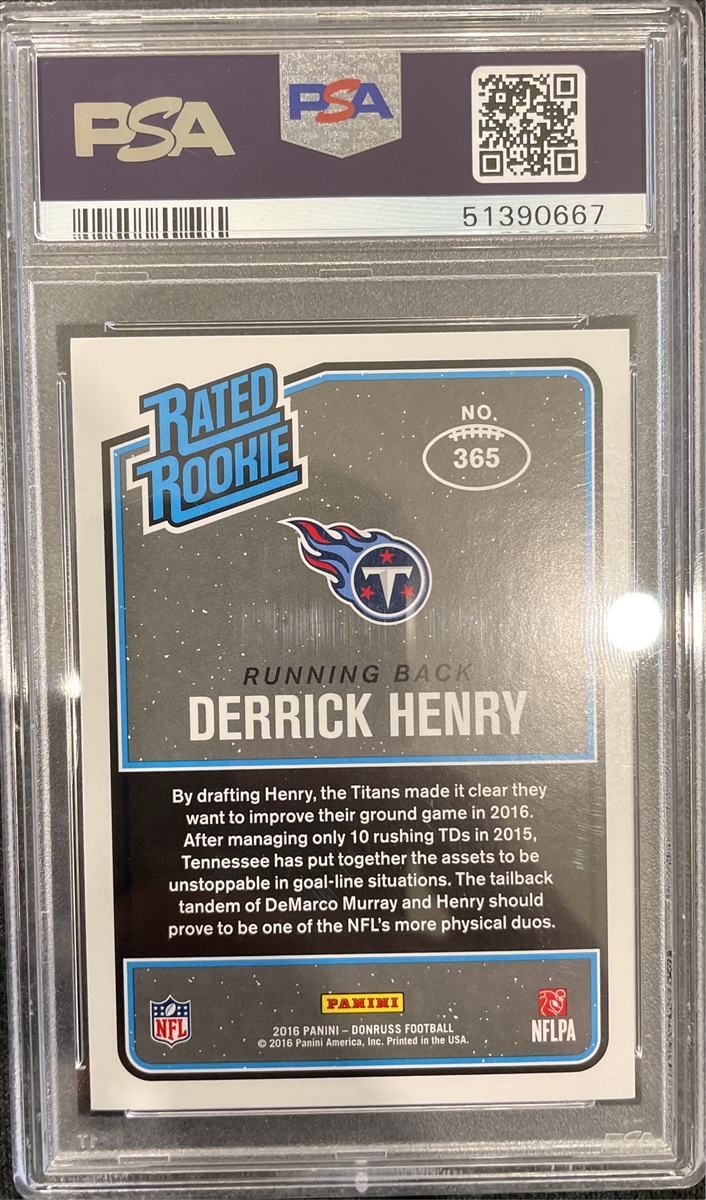 PSA
PSA
51390667
RATED
ROOKIE
NO.
365
T
RUNNING BACK
DERRICK HENRY
By drafting Henry, the Titans made it clear they
want to improve their ground game in 2016.
After managing only 10 rushing TDs in 2015,
Tennessee has put together the assets to be
unstoppable in goal-line situations. The tailback
tandem of DeMarco Murray and Henry should
prove to be one of the NFL's more physical duos.
NFL
PANINI
2016 PANINI – DONRUSS FOOTBALL
© 2016 Panini America, Inc. Printed in the USA.
NFLPA
PSA